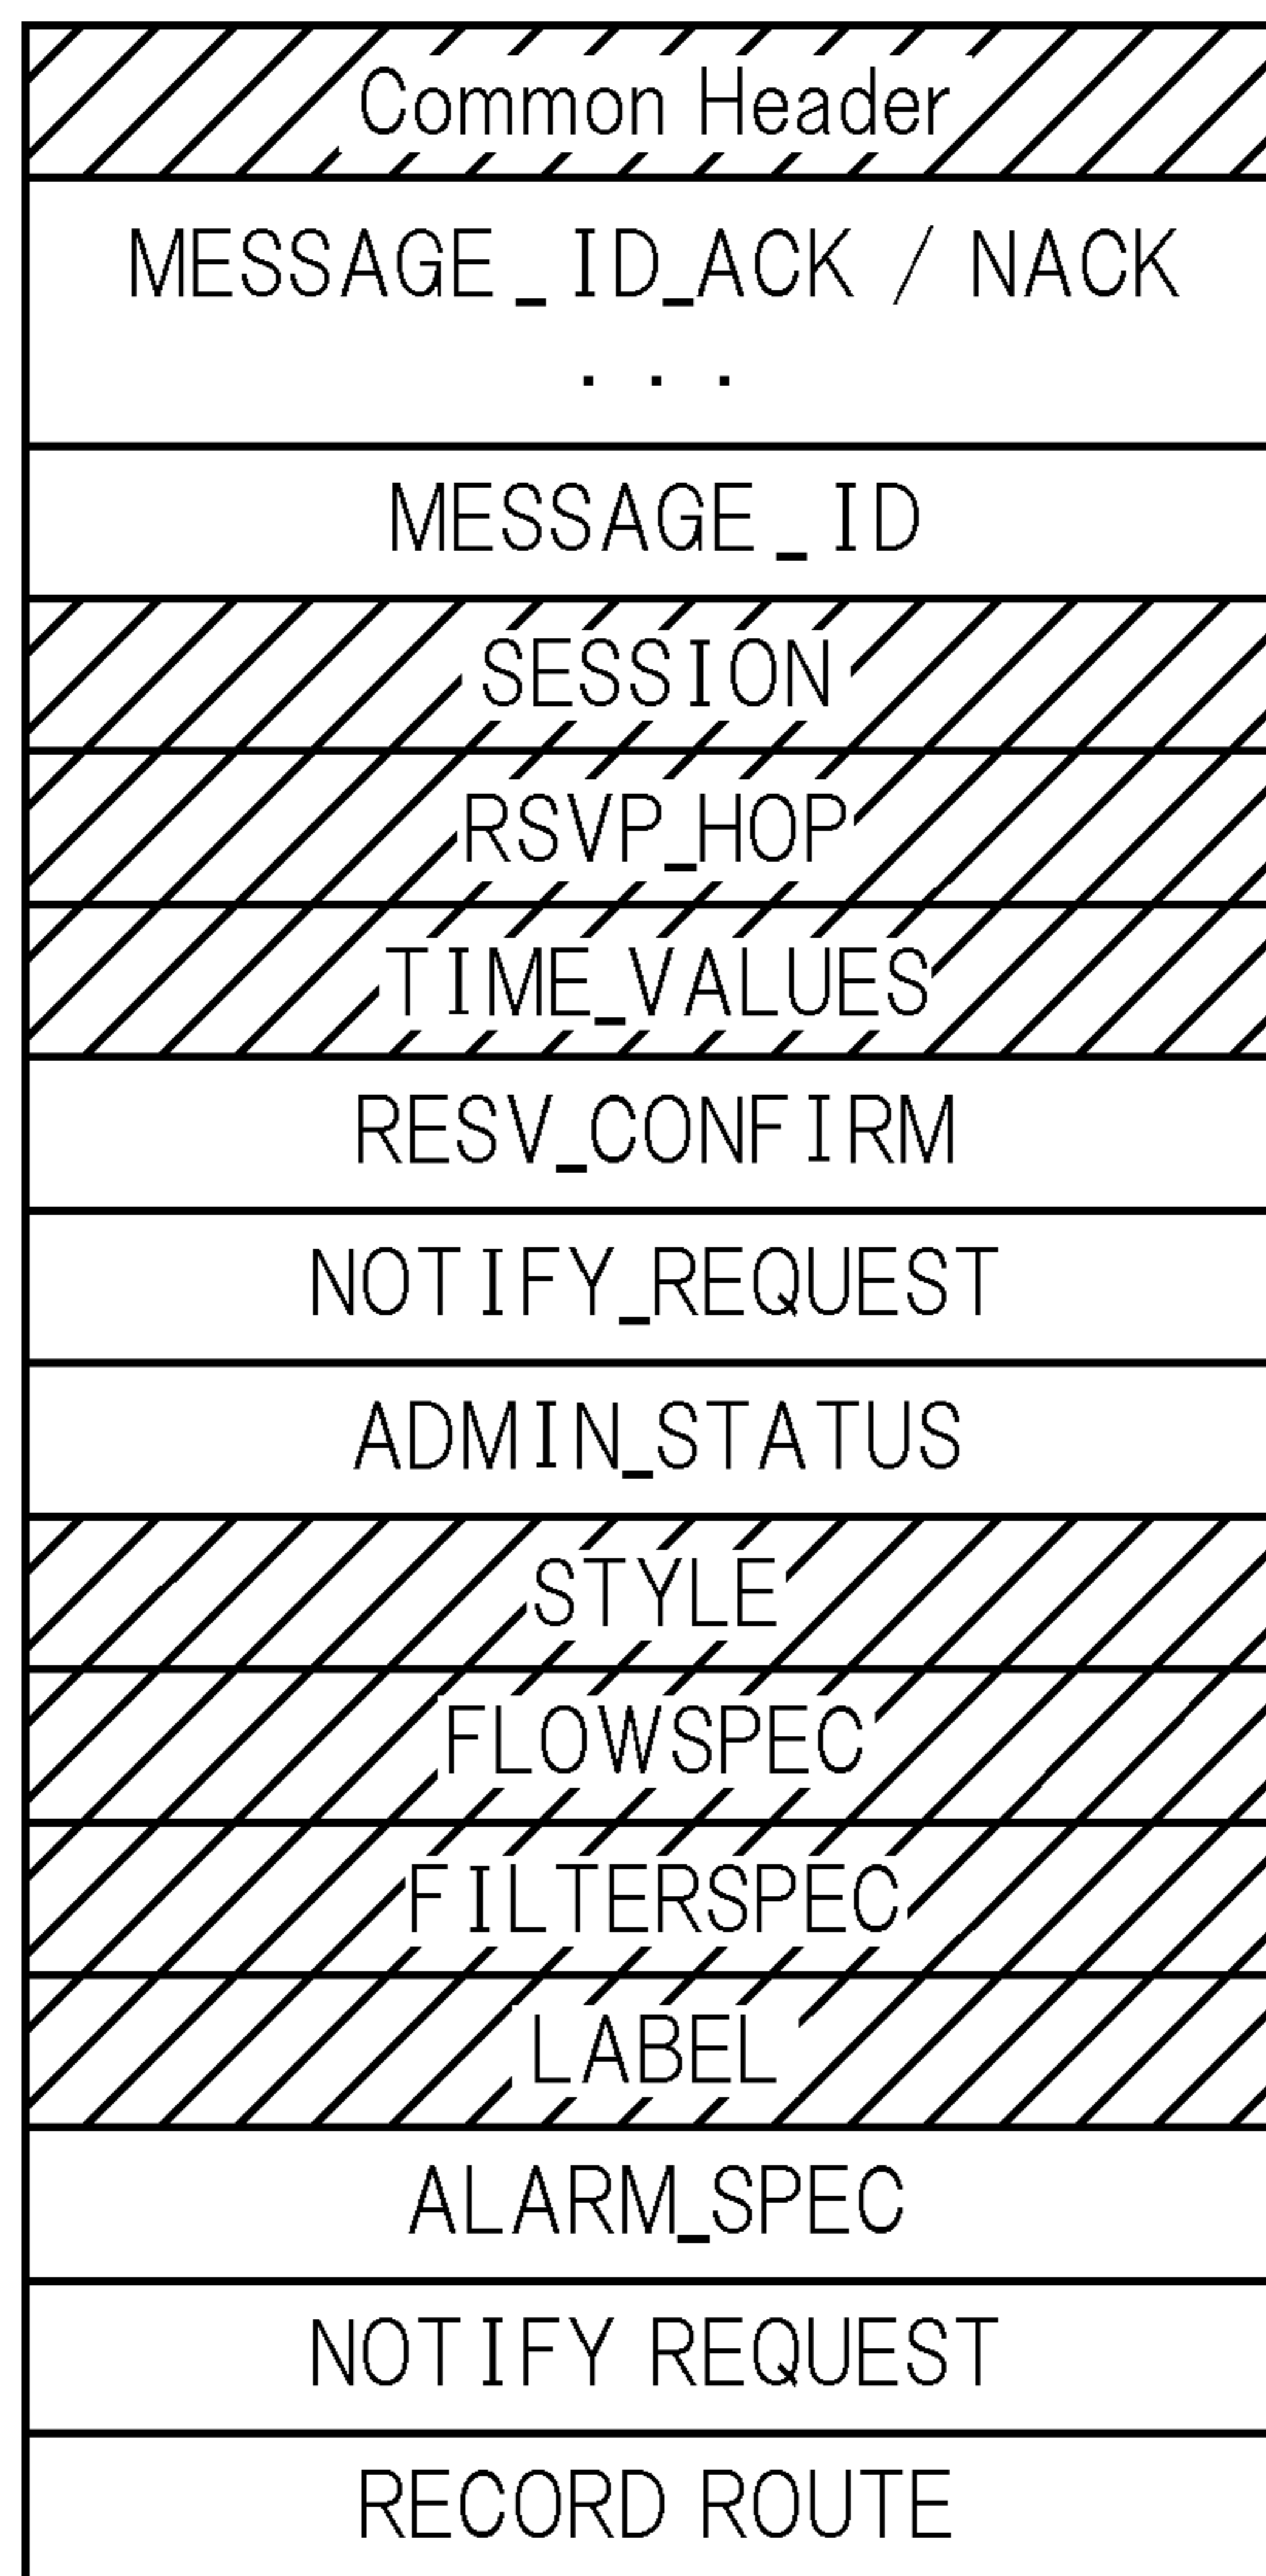 Common Header
MESSAGE_ID_ACK / NACK
...
MESSAGE_ID
SESSION
RSVP_HOP
TIME_VALUES
RESV_CONFIRM
NOTIFY_REQUEST
ADMIN_STATUS
STYLE
FLOWSPEC
FILTERSPEC
LABEL
ALARM_SPEC
NOTIFY REQUEST
RECORD ROUTE